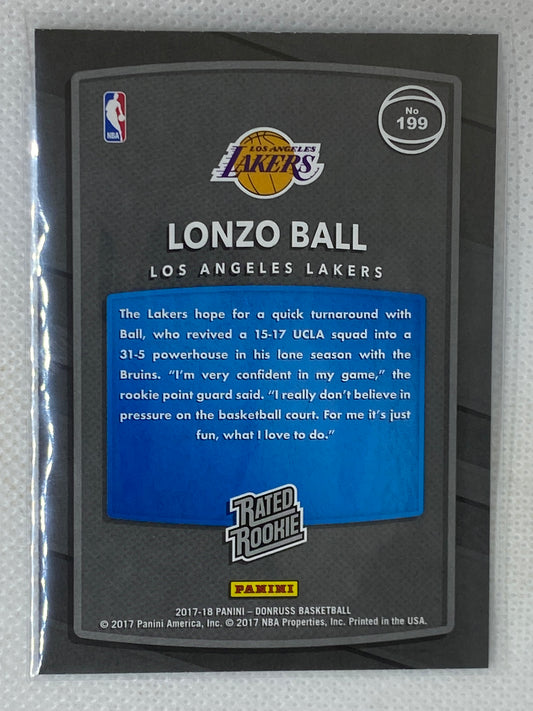 NBA
No
199
LOS ANGELES
LAKERS
LONZO BALL
LOS ANGELES LAKERS
The Lakers hope for a quick turnaround with
Ball, who revived a 15-17 UCLA squad into a
31-5 powerhouse in his lone season with the
Bruins. “I’m very confident in my game,” the
rookie point guard said. “I really don’t believe in
pressure on the basketball court. For me it’s just
fun, what I love to do.”
RATED
ROOKIE
PANINI
2017-18 PANINI – DONRUSS BASKETBALL
© 2017 Panini America, Inc. © 2017 NBA Properties, Inc. Printed in the USA.